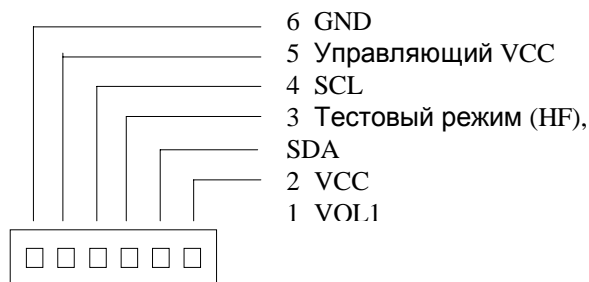 6 GND
5 Управляющий VCC
4 SCL
3 Тестовый режим (HF),
SDA
2 VCC
1 VOL1